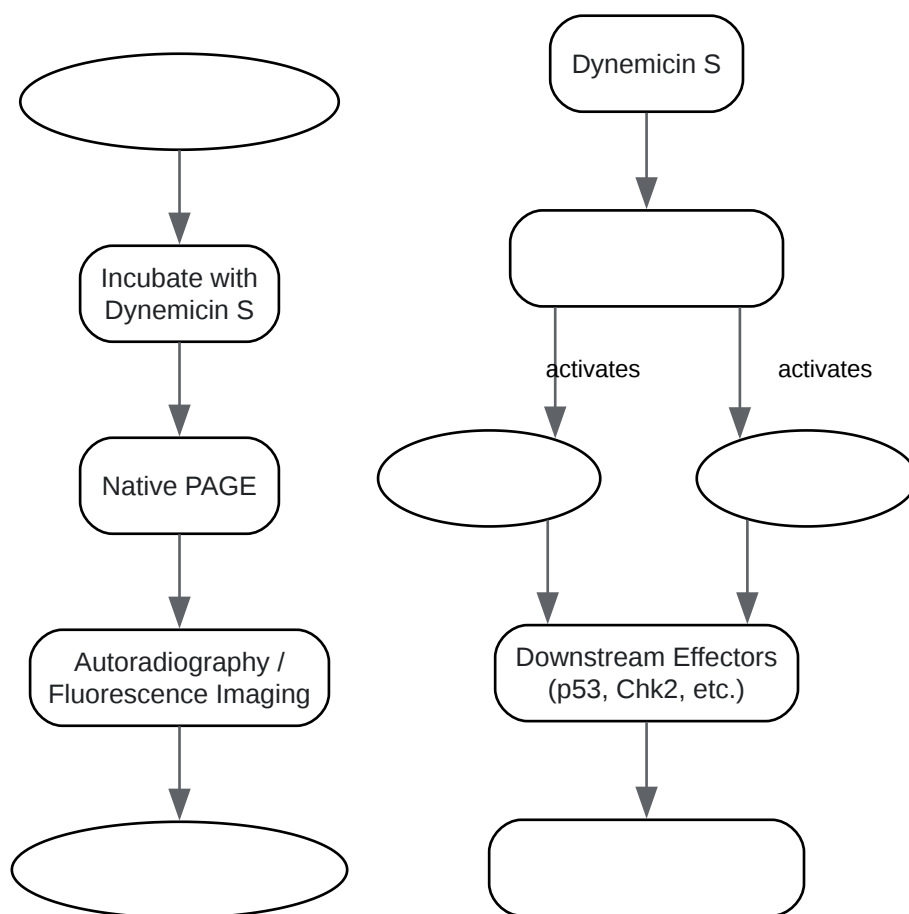 Incubate with
Dynemicin S
Native PAGE
Autoradiography /
Fluorescence Imaging
Dynemicin S
activates
activates
Downstream Effectors
(p53, Chk2, etc.)